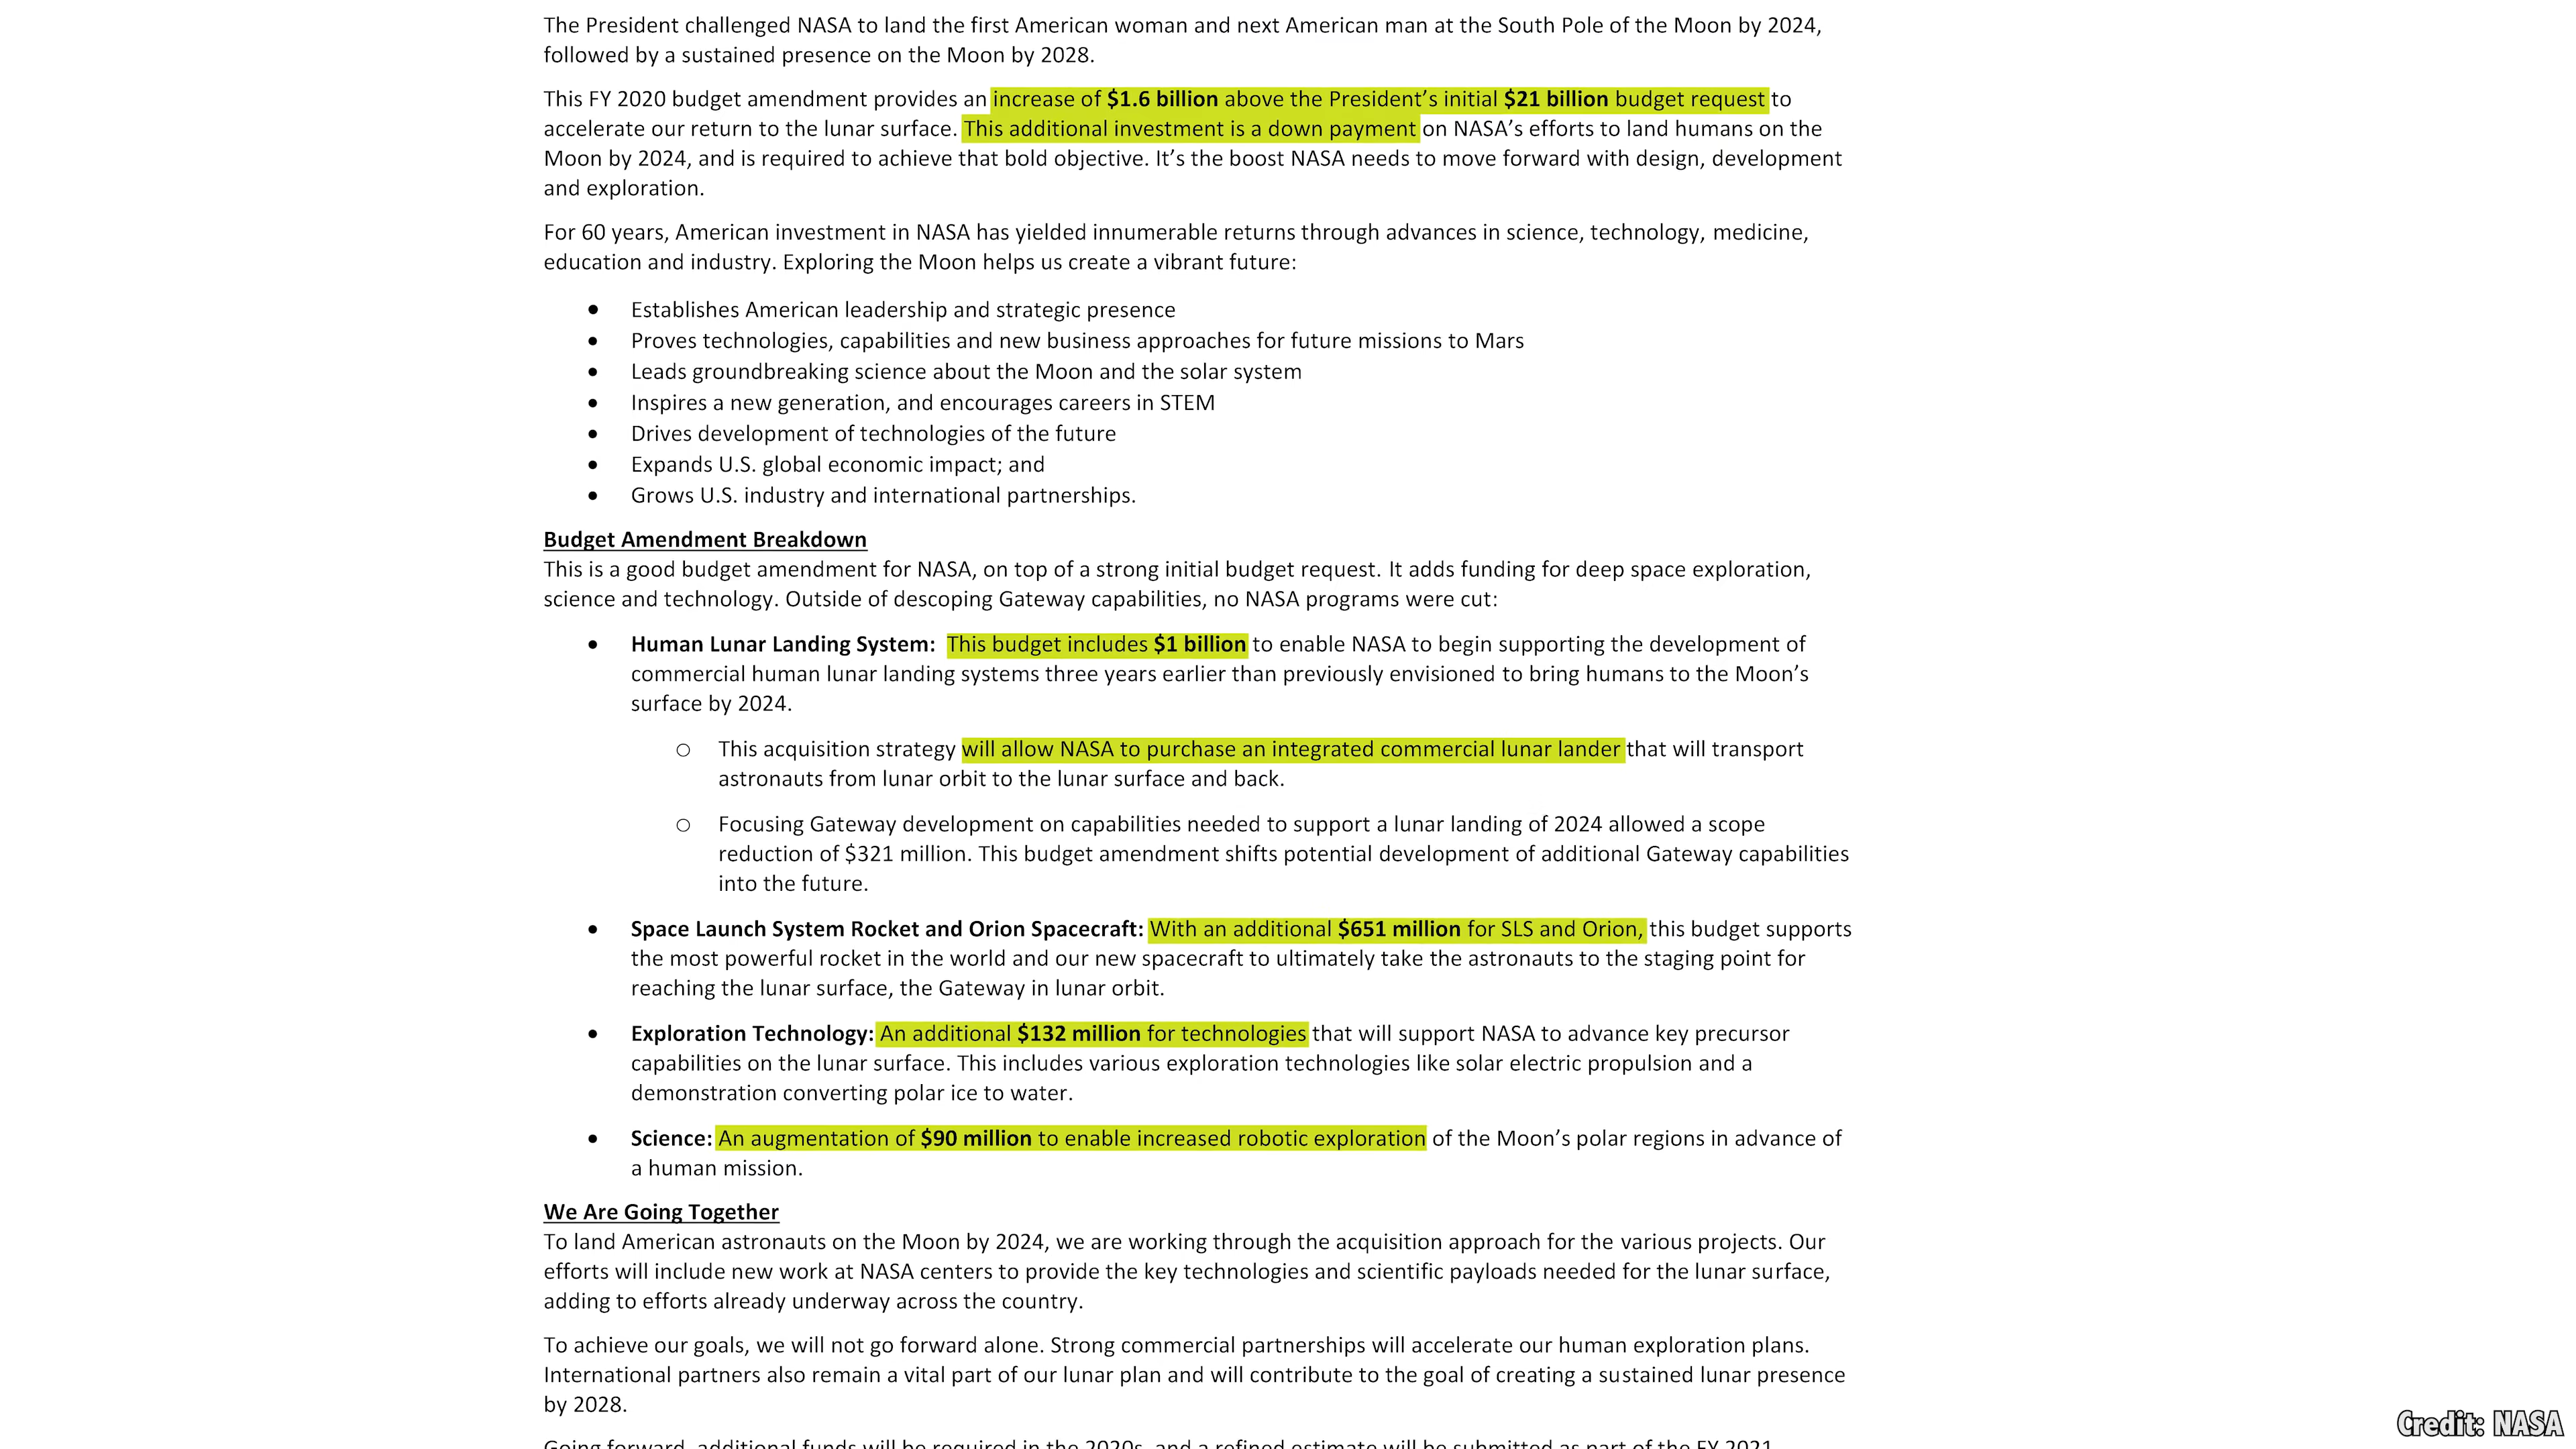 The President challenged NASA to land the first American woman and next American man at the South Pole of the Moon by 2024,
followed by a sustained presence on the Moon by 2028.
This FY 2020 budget amendment provides an increase of $1.6 billion above the President’s initial $21 billion budget request to
accelerate our return to the lunar surface. This additional investment is a down payment on NASA’s efforts to land humans on the
Moon by 2024, and is required to achieve that bold objective. It’s the boost NASA needs to move forward with design, development
and exploration.
For 60 years, American investment in NASA has yielded innumerable returns through advances in science, technology, medicine,
education and industry. Exploring the Moon helps us create a vibrant future:
• Establishes American leadership and strategic presence
• Proves technologies, capabilities and new business approaches for future missions to Mars
• Leads groundbreaking science about the Moon and the solar system
• Inspires a new generation, and encourages careers in STEM
• Drives development of technologies of the future
• Expands U.S. global economic impact; and
• Grows U.S. industry and international partnerships.
Budget Amendment Breakdown
This is a good budget amendment for NASA, on top of a strong initial budget request. It adds funding for deep space exploration,
science and technology. Outside of descoping Gateway capabilities, no NASA programs were cut:
• Human Lunar Landing System: This budget includes $1 billion to enable NASA to begin supporting the development of
commercial human lunar landing systems three years earlier than previously envisioned to bring humans to the Moon’s
surface by 2024.
○ This acquisition strategy will allow NASA to purchase an integrated commercial lunar lander that will transport
astronauts from lunar orbit to the lunar surface and back.
○ Focusing Gateway development on capabilities needed to support a lunar landing of 2024 allowed a scope
reduction of $321 million. This budget amendment shifts potential development of additional Gateway capabilities
into the future.
• Space Launch System Rocket and Orion Spacecraft: With an additional $651 million for SLS and Orion, this budget supports
the most powerful rocket in the world and our new spacecraft to ultimately take the astronauts to the staging point for
reaching the lunar surface, the Gateway in lunar orbit.
• Exploration Technology: An additional $132 million for technologies that will support NASA to advance key precursor
capabilities on the lunar surface. This includes various exploration technologies like solar electric propulsion and a
demonstration converting polar ice to water.
• Science: An augmentation of $90 million to enable increased robotic exploration of the Moon’s polar regions in advance of
a human mission.
We Are Going Together
To land American astronauts on the Moon by 2024, we are working through the acquisition approach for the various projects. Our
efforts will include new work at NASA centers to provide the key technologies and scientific payloads needed for the lunar surface,
adding to efforts already underway across the country.
To achieve our goals, we will not go forward alone. Strong commercial partnerships will accelerate our human exploration plans.
International partners also remain a vital part of our lunar plan and will contribute to the goal of creating a sustained lunar presence
by 2028.
Going forward, additional funds will be required in the 2020s, and a refined estimate will be submitted as part of the FY 2021
Credit: NASA